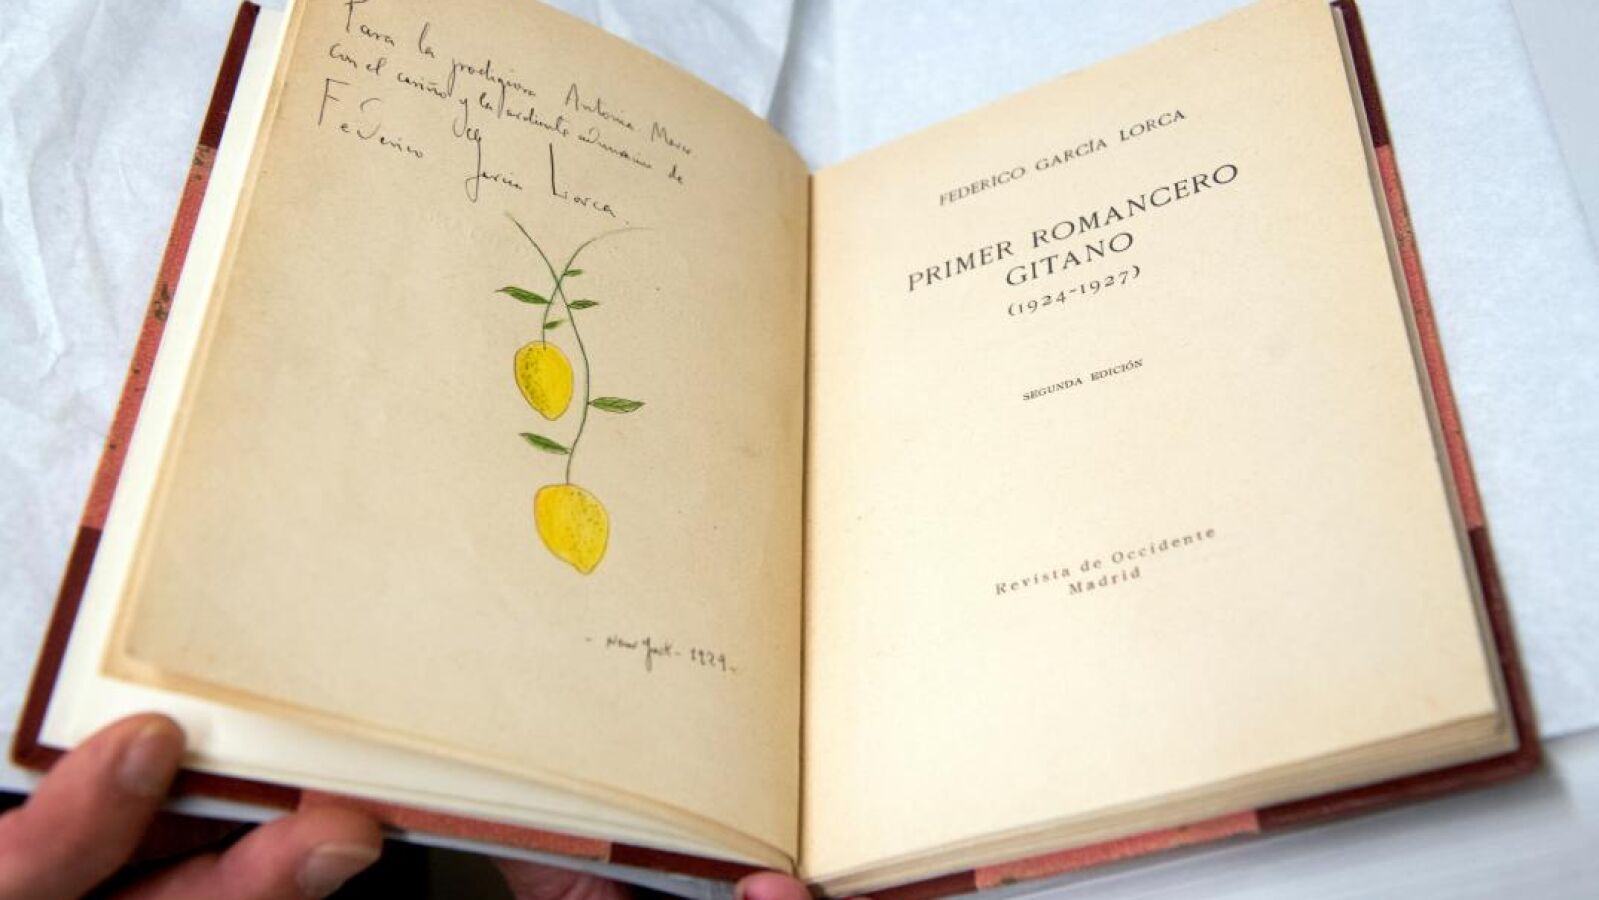 Para la prodigiosa Antonia Mercé
con el cariño y la ardiente admiración de
Federico García Lorca.
- New York - 1929 -
FEDERICO GARCÍA LORCA
PRIMER ROMANCERO
GITANO
(1924-1927)
SEGUNDA EDICIÓN
Revista de Occidente
Madrid